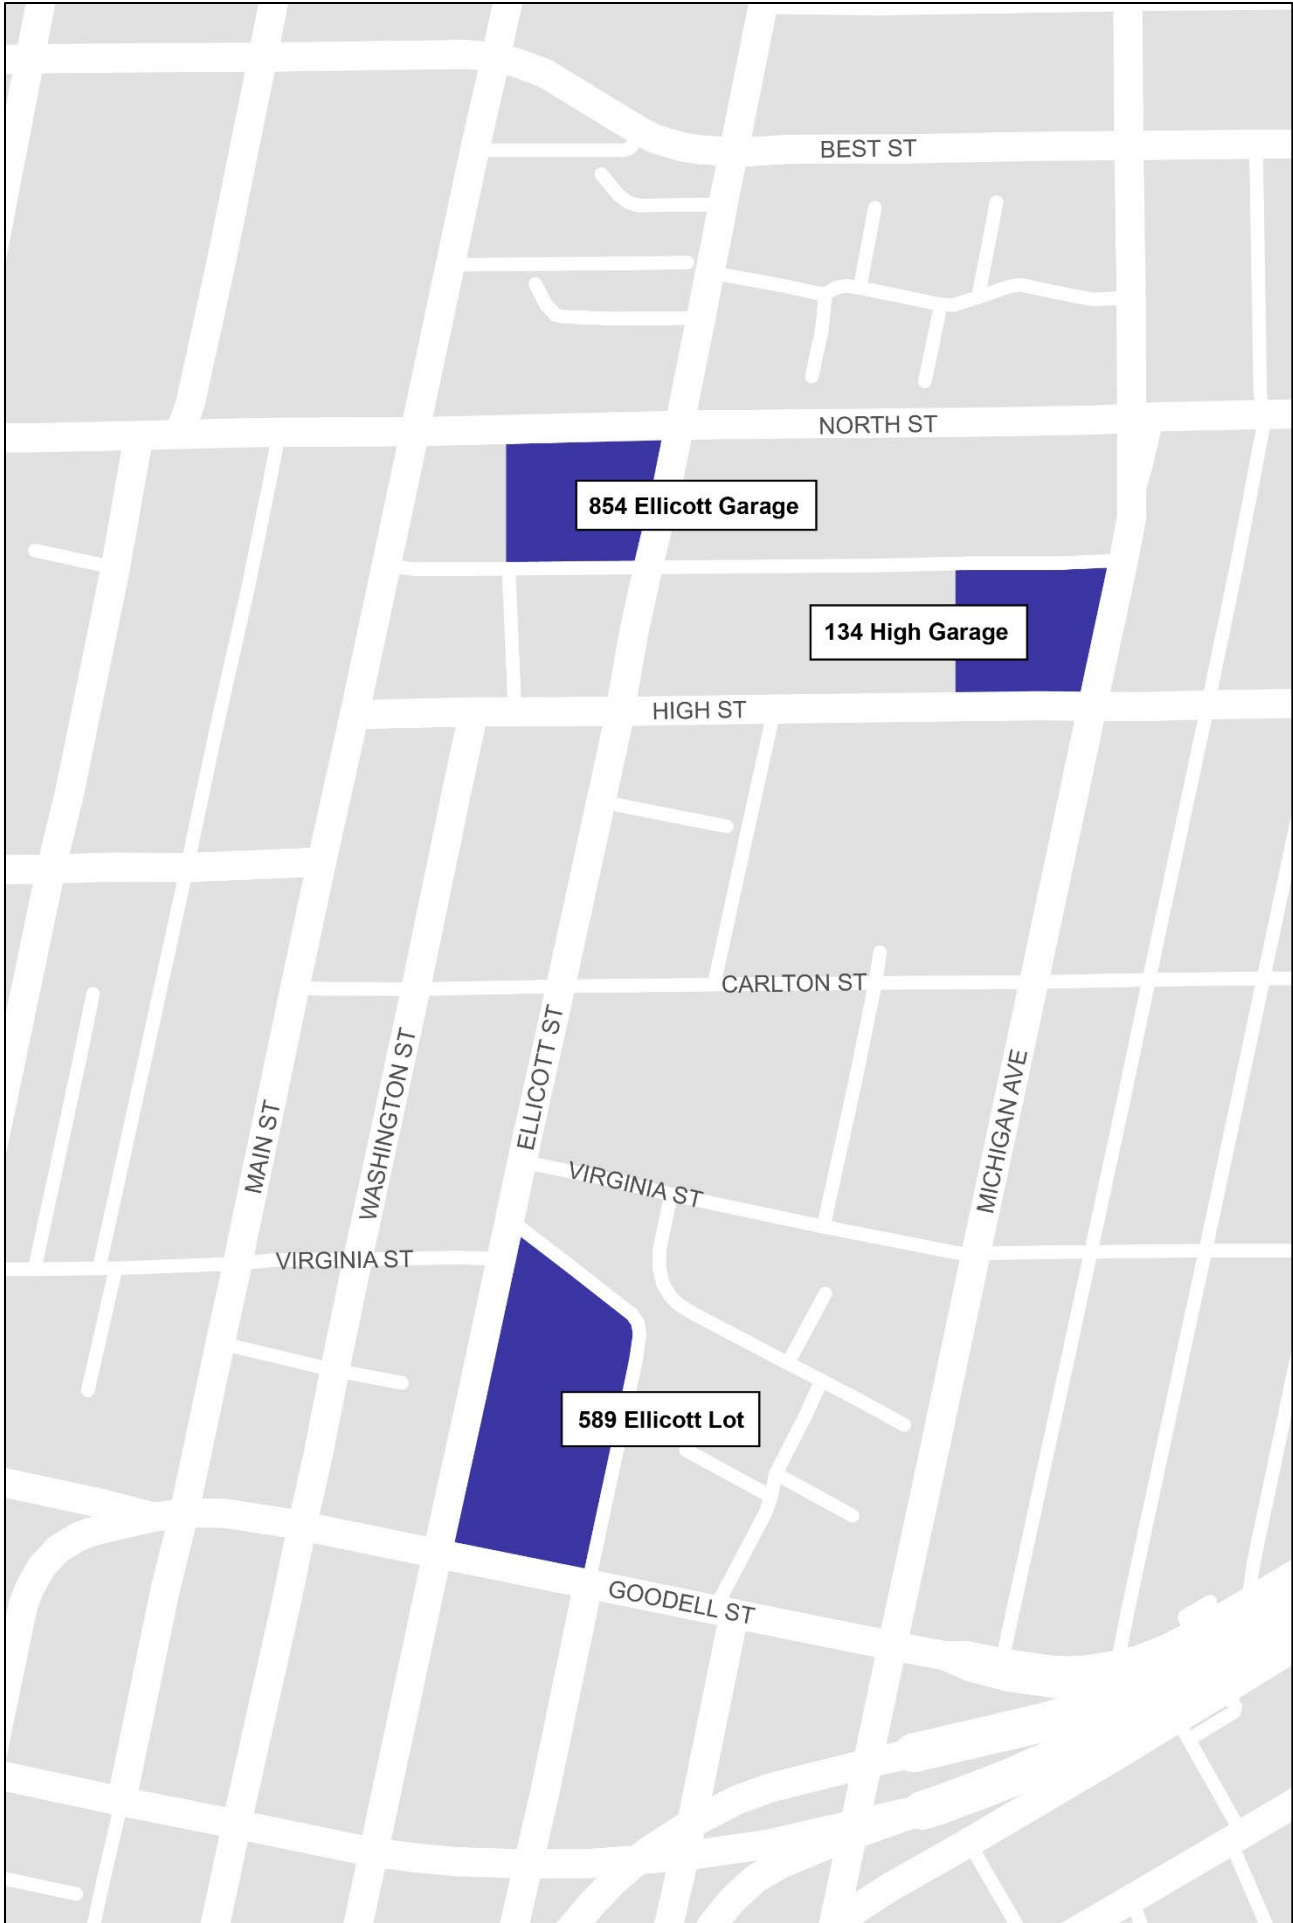 BEST ST
NORTH ST
854 Ellicott Garage
134 High Garage
HIGH ST
CARLTON ST
MAIN ST
WASHINGTON ST
ELLICOTT ST
MICHIGAN AVE
VIRGINIA ST
VIRGINIA ST
589 Ellicott Lot
GOODELL ST